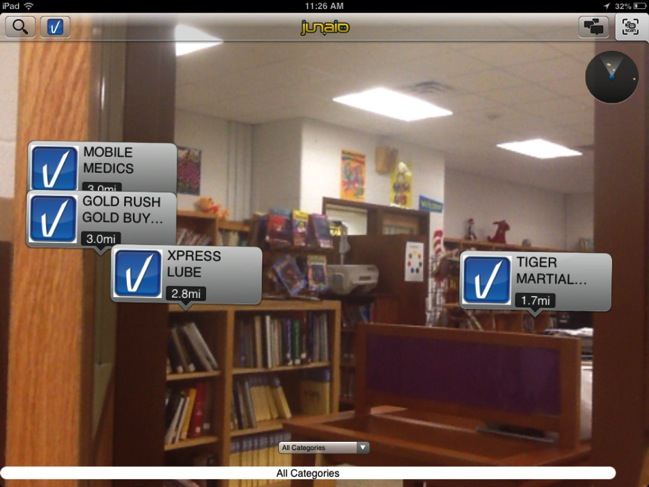 iPad
11:26 AM
32%
junaio
MOBILE
MEDICS
3.0mi
GOLD RUSH
GOLD BUY...
3.0mi
XPRESS
LUBE
2.8mi
TIGER
MARTIAL...
1.7mi
All Categories
All Categories